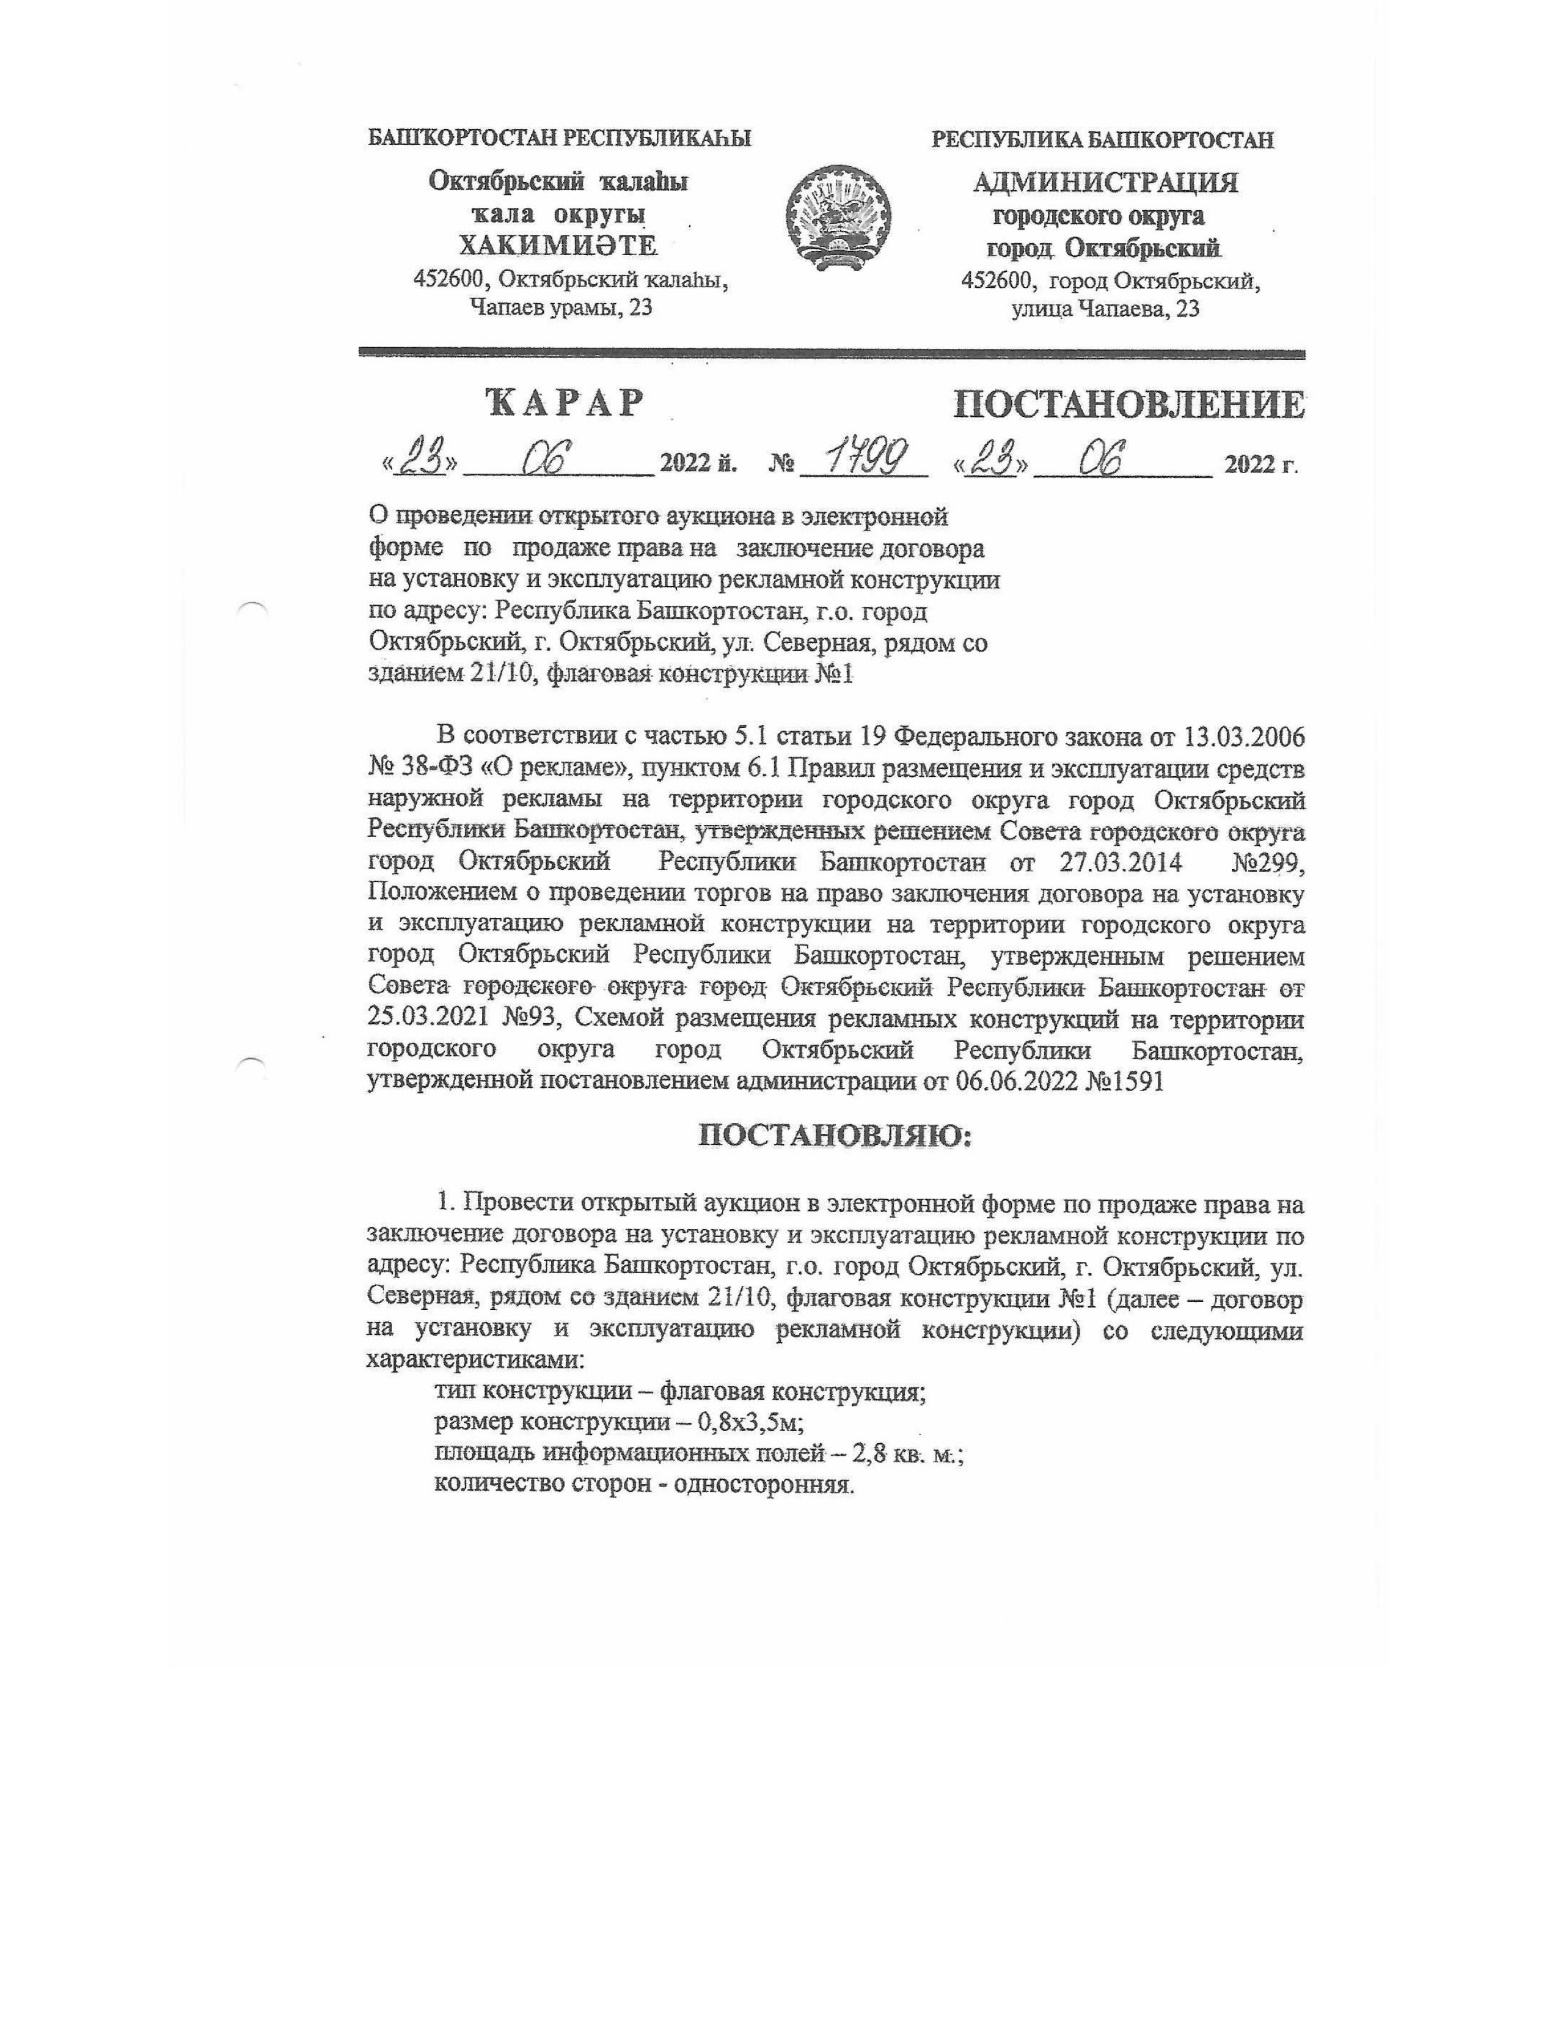 БАШҠОРТОСТАН РЕСПУБЛИКАҺЫ
Октябрьский ҡалаһы
ҡала округы
ХАКИМИӘТЕ
452600, Октябрьский ҡалаһы,
Чапаев урамы, 23
РЕСПУБЛИКА БАШКОРТОСТАН
АДМИНИСТРАЦИЯ
городского округа
город Октябрьский
452600, город Октябрьский,
улица Чапаева, 23
ҠАРАР ПОСТАНОВЛЕНИЕ
«23» 06 2022 й. № 1799 «23» 06 2022 г.
О проведении открытого аукциона в электронной
форме по продаже права на заключение договора
на установку и эксплуатацию рекламной конструкции
по адресу: Республика Башкортостан, г.о. город
Октябрьский, г. Октябрьский, ул. Северная, рядом со
зданием 21/10, флаговая конструкции №1
В соответствии с частью 5.1 статьи 19 Федерального закона от 13.03.2006
№ 38-ФЗ «О рекламе», пунктом 6.1 Правил размещения и эксплуатации средств
наружной рекламы на территории городского округа город Октябрьский
Республики Башкортостан, утвержденных решением Совета городского округа
город Октябрьский Республики Башкортостан от 27.03.2014 №299,
Положением о проведении торгов на право заключения договора на установку
и эксплуатацию рекламной конструкции на территории городского округа
город Октябрьский Республики Башкортостан, утвержденным решением
Совета городского округа город Октябрьский Республики Башкортостан от
25.03.2021 №93, Схемой размещения рекламных конструкций на территории
городского округа город Октябрьский Республики Башкортостан,
утвержденной постановлением администрации от 06.06.2022 №1591
ПОСТАНОВЛЯЮ:
1. Провести открытый аукцион в электронной форме по продаже права на
заключение договора на установку и эксплуатацию рекламной конструкции по
адресу: Республика Башкортостан, г.о. город Октябрьский, г. Октябрьский, ул.
Северная, рядом со зданием 21/10, флаговая конструкции №1 (далее – договор
на установку и эксплуатацию рекламной конструкции) со следующими
характеристиками:
тип конструкции – флаговая конструкция;
размер конструкции – 0,8х3,5м;
площадь информационных полей – 2,8 кв. м.;
количество сторон - односторонняя.